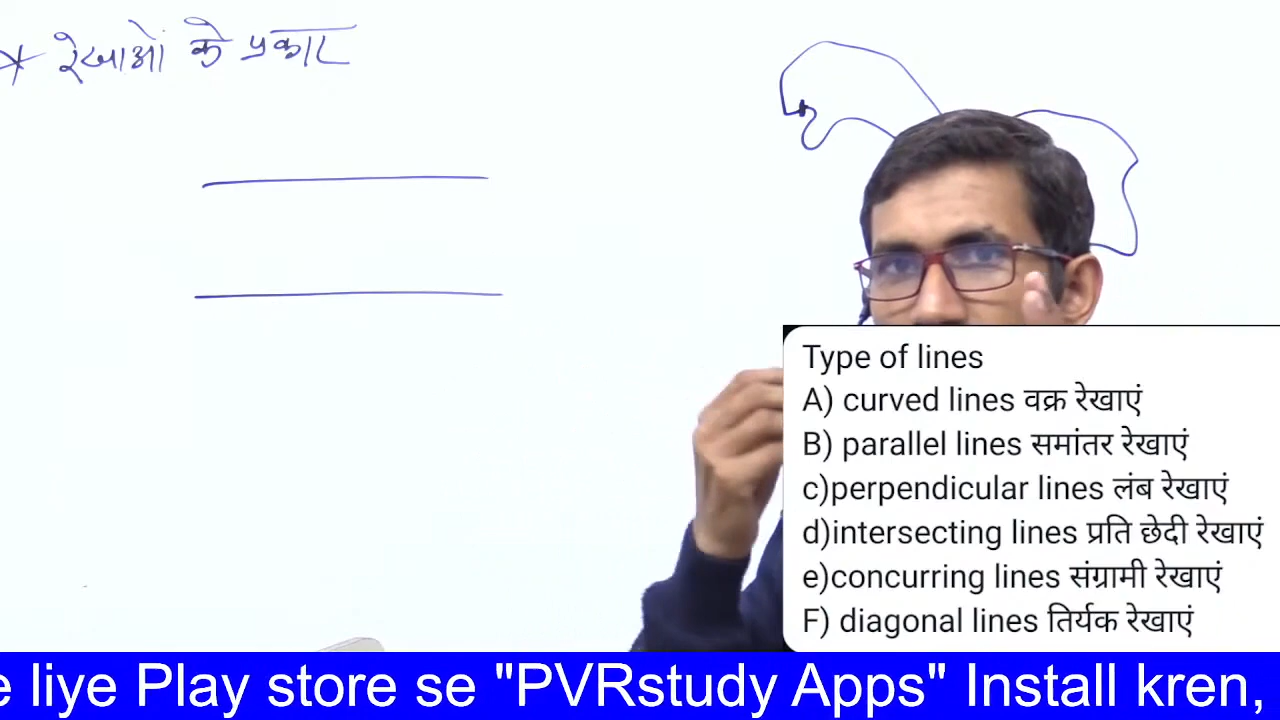 * रेखाओं के प्रकार
Type of lines
A) curved lines वक्र रेखाएं
B) parallel lines समांतर रेखाएं
c)perpendicular lines लंब रेखाएं
d)intersecting lines प्रति छेदी रेखाएं
e)concurring lines संग्रामी रेखाएं
F) diagonal lines तिर्यक रेखाएं
e liye Play store se "PVRstudy Apps" Install kren,